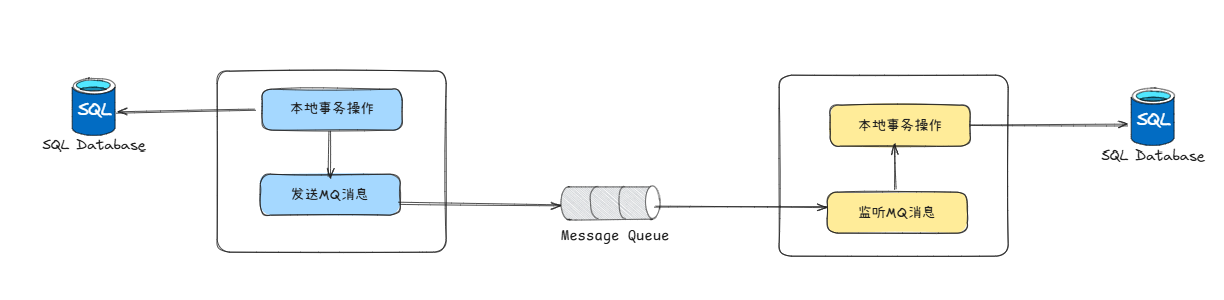 SQL
SQL Database
本地事务操作
发送MQ消息
Message Queue
本地事务操作
监听MQ消息
SQL
SQL Database